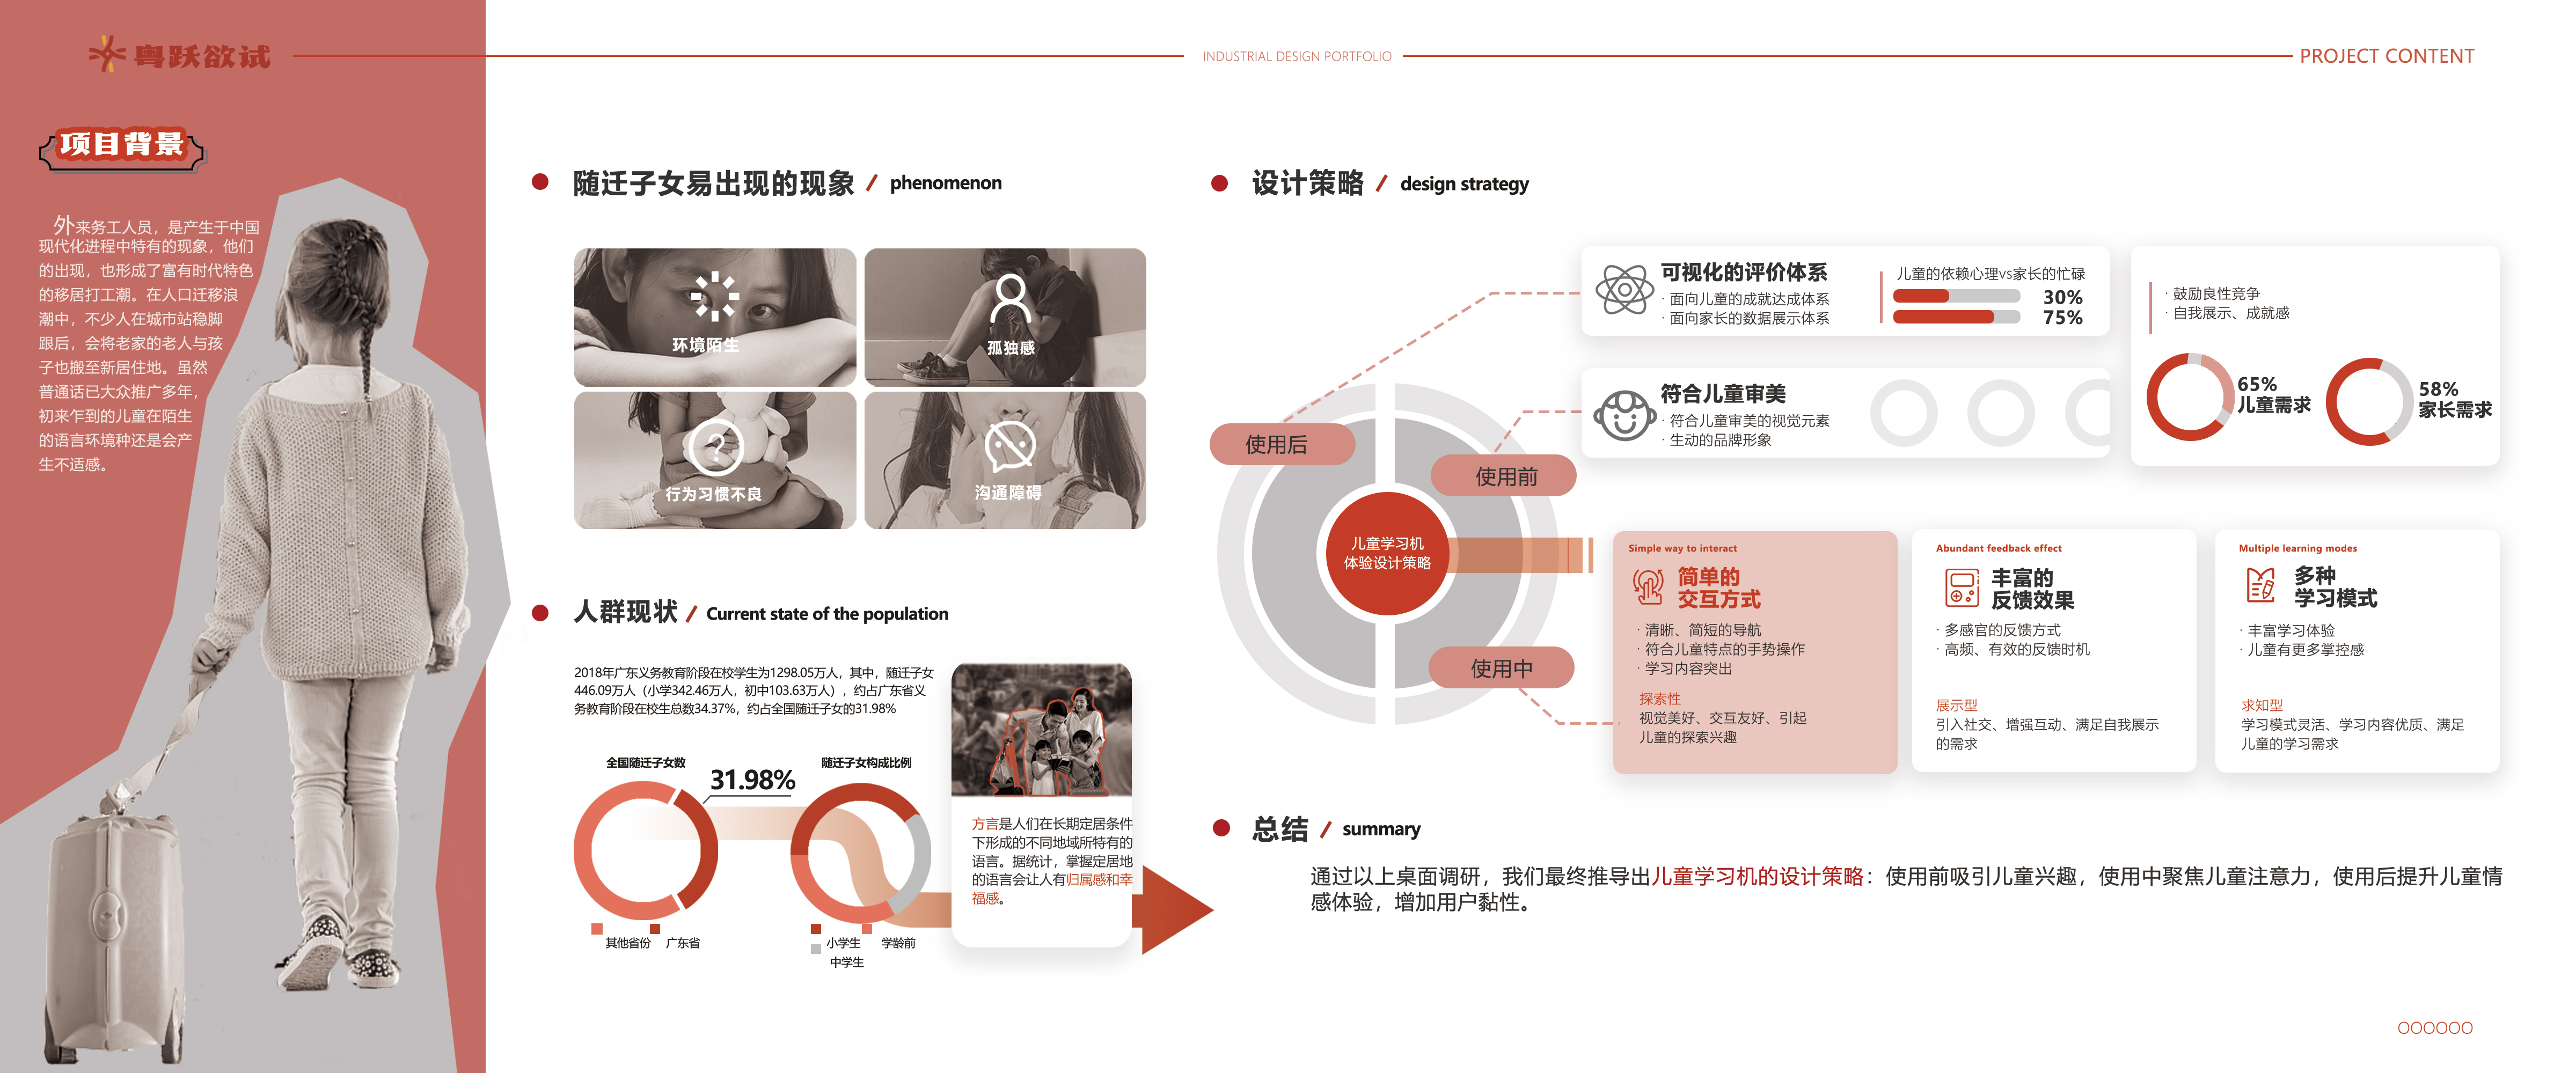 粤跃欲试
INDUSTRIAL DESIGN PORTFOLIO
PROJECT CONTENT
项目背景
外来务工人员，是产生于中国
现代化进程中特有的现象，他们
的出现，也形成了富有时代特色
的移居打工潮。在人口迁移浪
潮中，不少人在城市站稳脚
跟后，会将老家的老人与孩
子也搬至新居住地。虽然
普通话已大众推广多年，
初来乍到的儿童在陌生
的语言环境种还是会产
生不适感。
随迁子女易出现的现象 / phenomenon
环境陌生
孤独感
行为习惯不良
沟通障碍
人群现状 / Current state of the population
2018年广东义务教育阶段在校学生为1298.05万人，其中，随迁子女
446.09万人（小学342.46万人，初中103.63万人），约占广东省义
务教育阶段在校生总数34.37%，约占全国随迁子女的31.98%
全国随迁子女数
31.98%
随迁子女构成比例
其他省份
广东省
小学生
学龄前
中学生
方言是人们在长期定居条件
下形成的不同地域所特有的
语言。据统计，掌握定居地
的语言会让人有归属感和幸
福感。
设计策略 / design strategy
使用后
使用前
使用中
儿童学习机
体验设计策略
可视化的评价体系
· 面向儿童的成就达成体系
· 面向家长的数据展示体系
儿童的依赖心理vs家长的忙碌
30%
75%
符合儿童审美
· 符合儿童审美的视觉元素
· 生动的品牌形象
· 鼓励良性竞争
· 自我展示、成就感
65%
儿童需求
58%
家长需求
Simple way to interact
简单的
交互方式
· 清晰、简短的导航
· 符合儿童特点的手势操作
· 学习内容突出
探索性
视觉美好、交互友好、引起
儿童的探索兴趣
Abundant feedback effect
丰富的
反馈效果
· 多感官的反馈方式
· 高频、有效的反馈时机
展示型
引入社交、增强互动、满足自我展示
的需求
Multiple learning modes
多种
学习模式
· 丰富学习体验
· 儿童有更多掌控感
求知型
学习模式灵活、学习内容优质、满足
儿童的学习需求
总结 / summary
通过以上桌面调研，我们最终推导出儿童学习机的设计策略：使用前吸引儿童兴趣，使用中聚焦儿童注意力，使用后提升儿童情
感体验，增加用户黏性。
OOOOOO